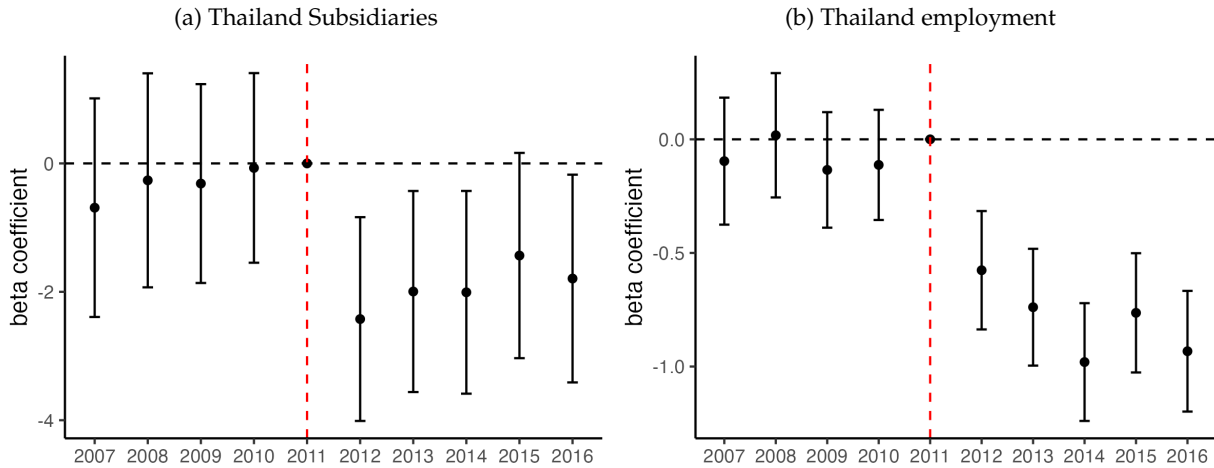 (a) Thailand Subsidiaries
beta coefficient
0
-2
-4
2007 2008 2009 2010 2011 2012 2013 2014 2015 2016
(b) Thailand employment
beta coefficient
0.0
-0.5
-1.0
2007 2008 2009 2010 2011 2012 2013 2014 2015 2016